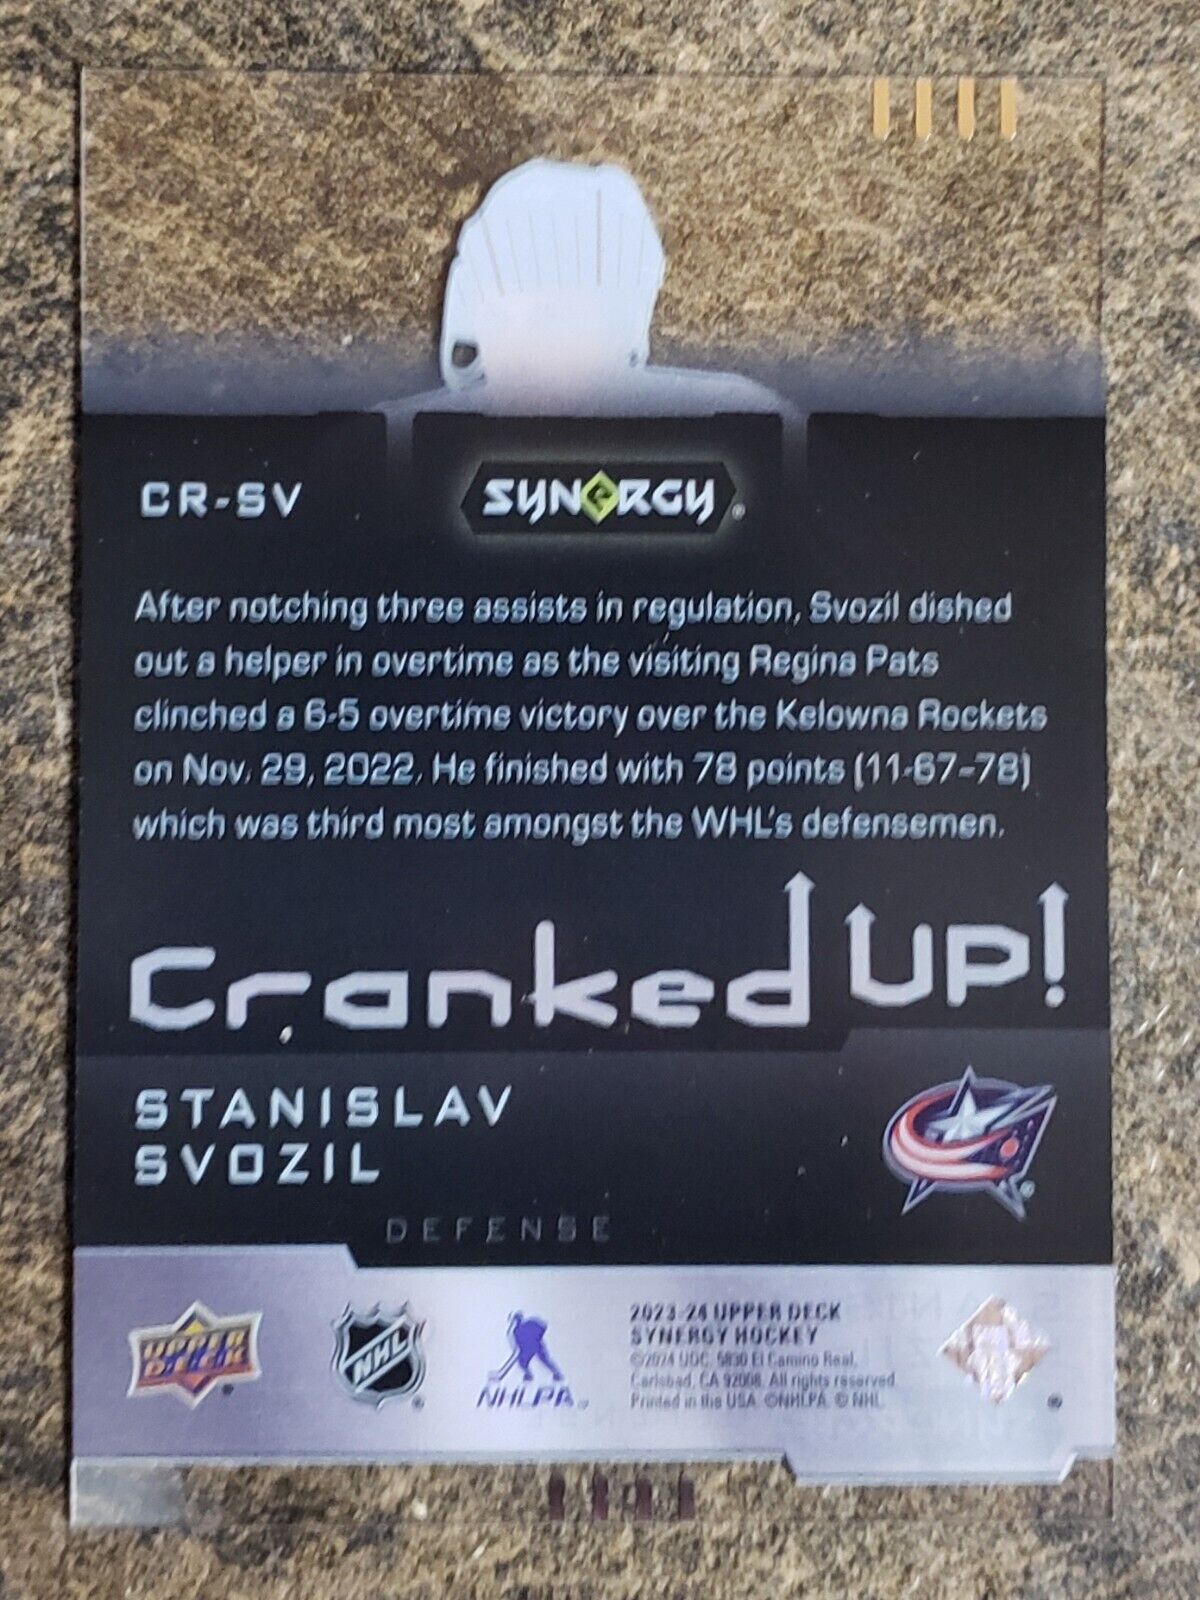 CR-SV
SYNERGY
After notching three assists in regulation, Svozil dished
out a helper in overtime as the visiting Regina Pats
clinched a 6-5 overtime victory over the Kelowna Rockets
on Nov. 29, 2022. He finished with 78 points (11-67-78)
which was third most amongst the WHL's defensemen.
Cranked UP!
STANISLAV
SVOZIL
DEFENSE
UPPER DECK
NHL
NHLPA
2023-24 UPPER DECK
SYNERGY HOCKEY
©2024 UDC, 5830 El Camino Real,
Carlsbad, CA 92008. All rights reserved.
Printed in the USA. ©NHLPA. © NHL.